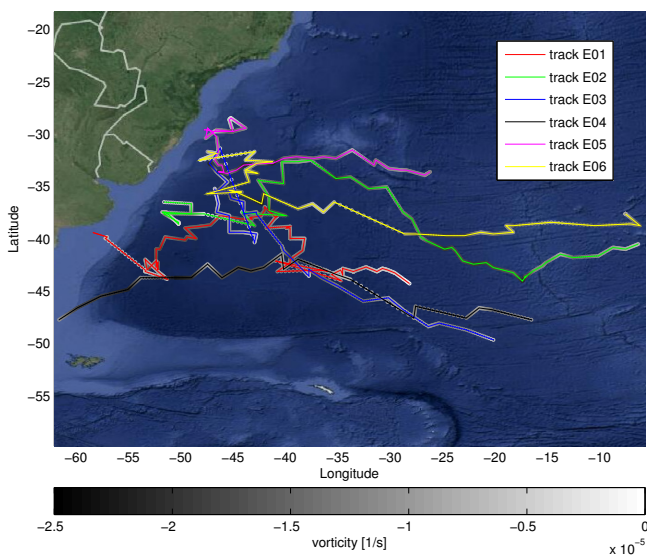 −20
−25
−30
−35
−40
−45
−50
−55
Latitude
track E01
track E02
track E03
track E04
track E05
track E06
−60 −55 −50 −45 −40 −35 −30 −25 −20 −15 −10
Longitude
−2.5 −2 −1.5 −1 −0.5 0
vorticity [1/s]
x 10⁻⁵